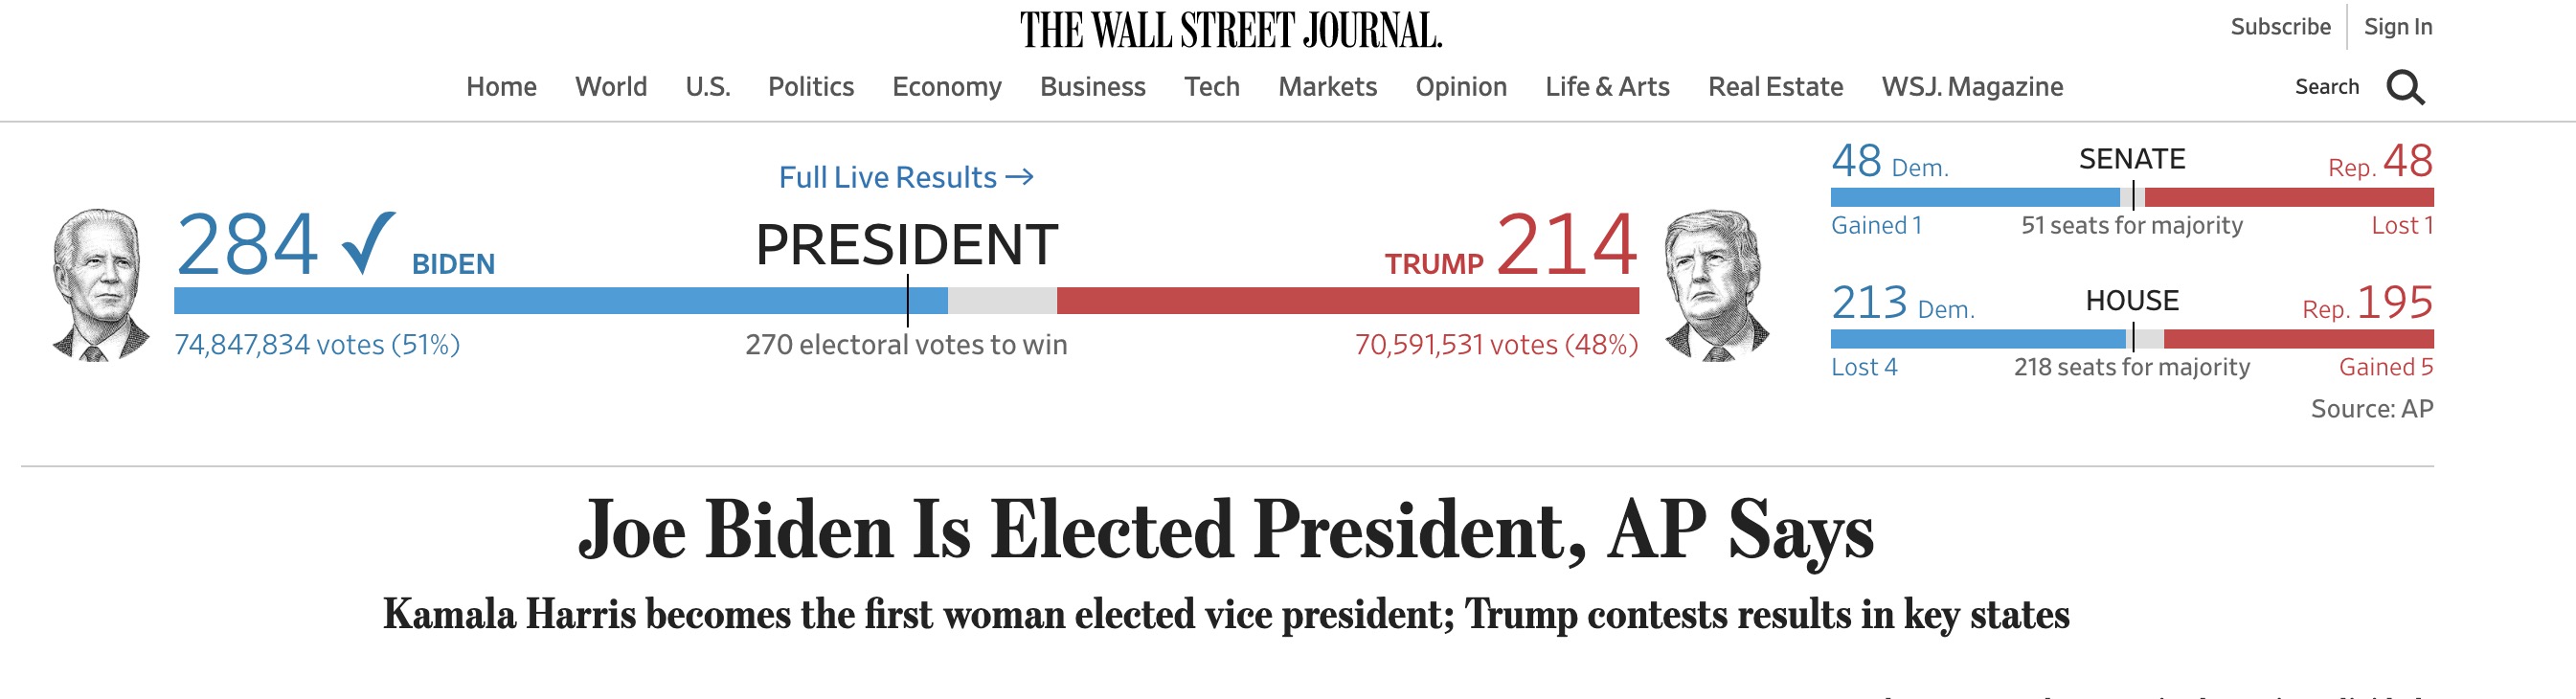 THE WALL STREET JOURNAL.
Subscribe Sign In
Home World U.S. Politics Economy Business Tech Markets Opinion Life & Arts Real Estate WSJ. Magazine Search
Full Live Results →
284 ✓ BIDEN
PRESIDENT
TRUMP 214
74,847,834 votes (51%)
270 electoral votes to win
70,591,531 votes (48%)
48 Dem. SENATE Rep. 48
Gained 1 51 seats for majority Lost 1
213 Dem. HOUSE Rep. 195
Lost 4 218 seats for majority Gained 5
Source: AP
Joe Biden Is Elected President, AP Says
Kamala Harris becomes the first woman elected vice president; Trump contests results in key states